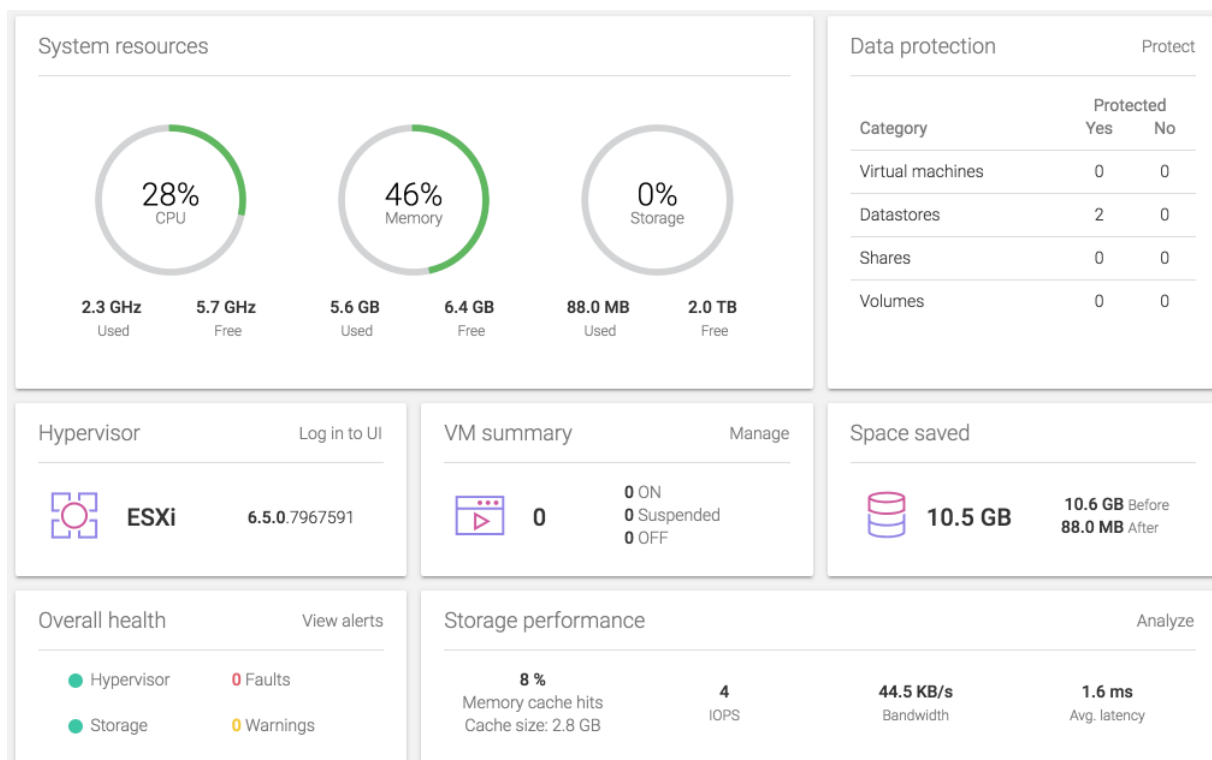 System resources
28%
CPU
2.3 GHz 5.7 GHz
Used Free
46%
Memory
5.6 GB 6.4 GB
Used Free
0%
Storage
88.0 MB 2.0 TB
Used Free
Data protection Protect
Protected
Category Yes No
Virtual machines 0 0
Datastores 2 0
Shares 0 0
Volumes 0 0
Hypervisor Log in to UI
ESXi 6.5.0.7967591
VM summary Manage
0
0 ON
0 Suspended
0 OFF
Space saved
10.5 GB
10.6 GB Before
88.0 MB After
Overall health View alerts
Hypervisor 0 Faults
Storage 0 Warnings
Storage performance Analyze
8 %
Memory cache hits
Cache size: 2.8 GB
4
IOPS
44.5 KB/s
Bandwidth
1.6 ms
Avg. latency